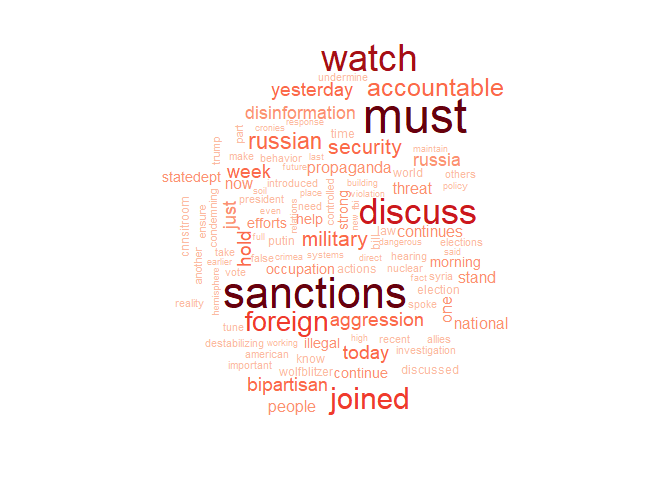 watch
undermine
yesterday
accountable
disinformation
cronies
response
must
part
russian
time
security
trump
make
behavior
last
propaganda
maintain
russia
others
statedept
week
future
world
policy
now
introduced
building
threat
cnnsitroom
ensure
condemning
president
soil
place
controlled
violation
strong
new
fbi
just
even
need
discuss
efforts
relations
help
law
continues
another
hold
full
putin
military
bill
dangerous
elections
said
take
false
crimes
systems
direct
hearing
morning
earlier
vote
occupation
actions
nuclear
fact
syria
stand
hemisphere
reality
sanctions
election
spoke
one
tune
foreign
aggression
national
destabilizing
working
illegal
high
recent
allies
american
today
investigation
important
know
wolfblitzer
continue
discussed
bipartisan
people
joined